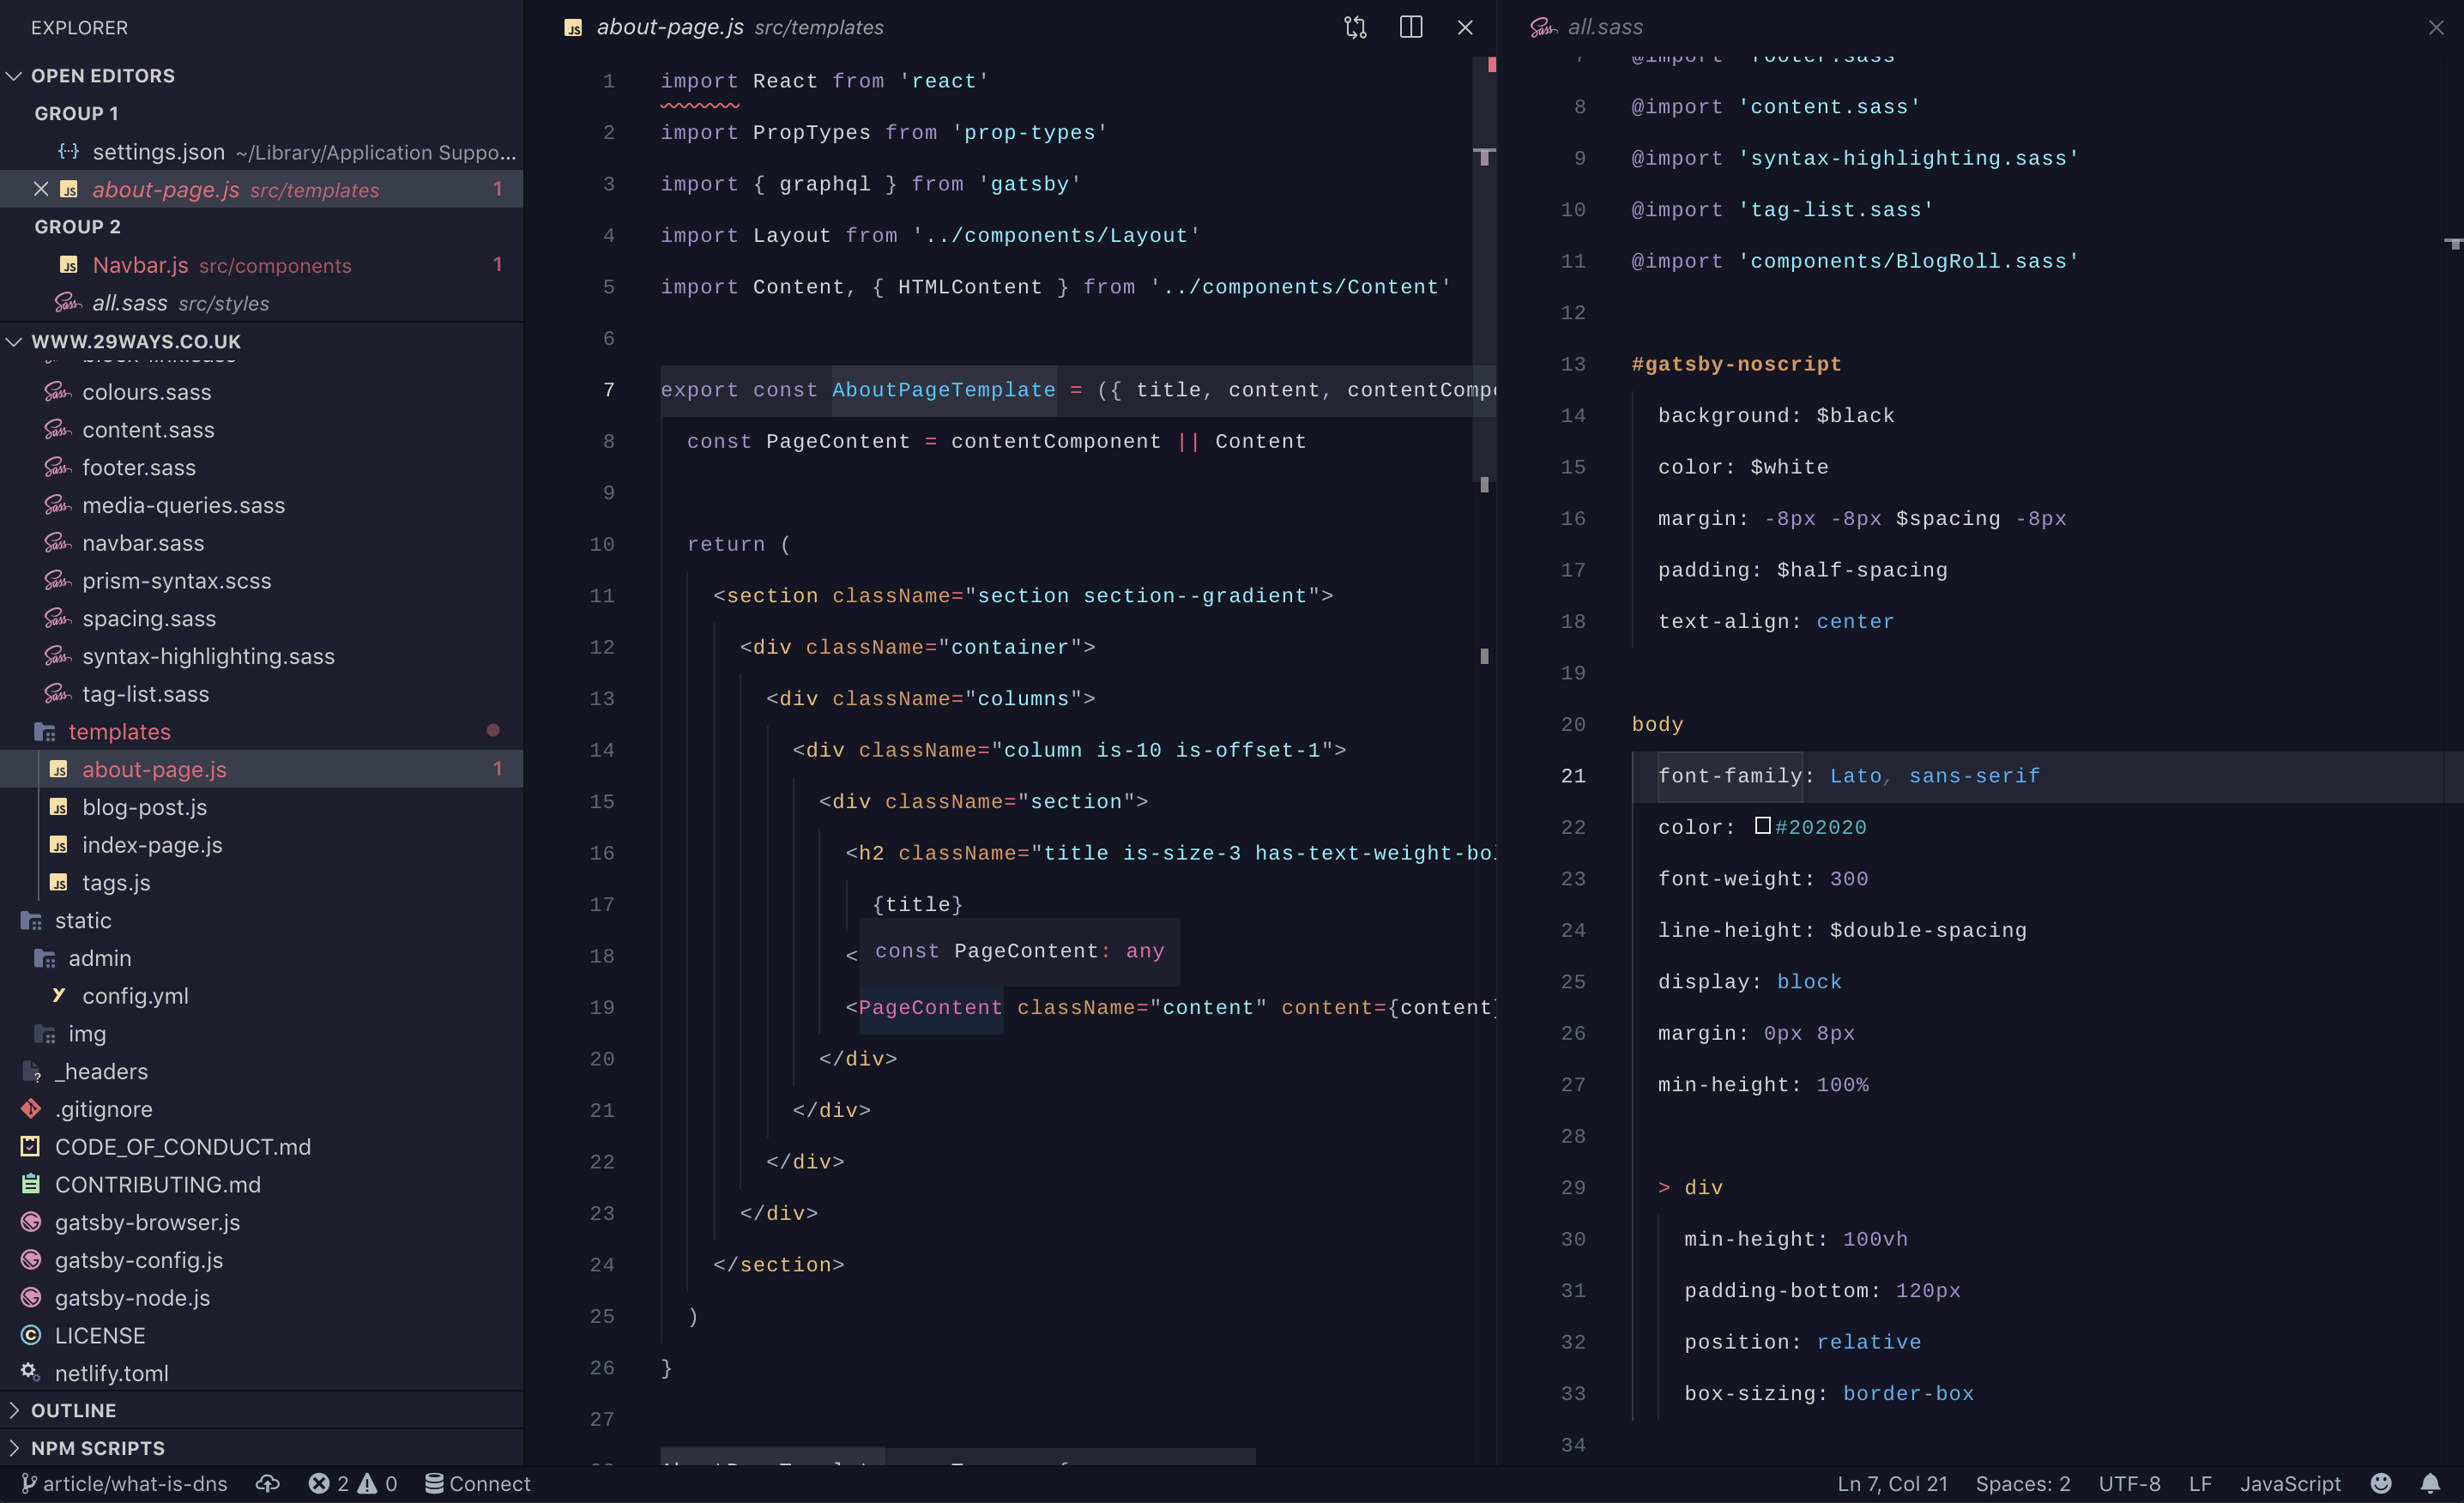 EXPLORER
OPEN EDITORS
GROUP 1
settings.json ~/Library/Application Suppo...
about-page.js src/templates 1
GROUP 2
Navbar.js src/components 1
all.sass src/styles
WWW.29WAYS.CO.UK
colours.sass
content.sass
footer.sass
media-queries.sass
navbar.sass
prism-syntax.scss
spacing.sass
syntax-highlighting.sass
tag-list.sass
templates
about-page.js 1
blog-post.js
index-page.js
tags.js
static
admin
config.yml
img
_headers
.gitignore
CODE_OF_CONDUCT.md
CONTRIBUTING.md
gatsby-browser.js
gatsby-config.js
gatsby-node.js
LICENSE
netlify.toml
OUTLINE
NPM SCRIPTS
about-page.js src/templates
1 import React from 'react'
2 import PropTypes from 'prop-types'
3 import { graphql } from 'gatsby'
4 import Layout from '../components/Layout'
5 import Content, { HTMLContent } from '../components/Content'
6
7 export const AboutPageTemplate = ({ title, content, contentComp
8 const PageContent = contentComponent || Content
9
10 return (
11 <section className="section section--gradient">
12 <div className="container">
13 <div className="columns">
14 <div className="column is-10 is-offset-1">
15 <div className="section">
16 <h2 className="title is-size-3 has-text-weight-bo
17 {title}
18 <
const PageContent: any
19 <PageContent className="content" content={content}
20 </div>
21 </div>
22 </div>
23 </div>
24 </section>
25 )
26 }
27
all.sass
7 @import 'footer.sass'
8 @import 'content.sass'
9 @import 'syntax-highlighting.sass'
10 @import 'tag-list.sass'
11 @import 'components/BlogRoll.sass'
12
13 #gatsby-noscript
14 background: $black
15 color: $white
16 margin: -8px -8px $spacing -8px
17 padding: $half-spacing
18 text-align: center
19
20 body
21 font-family: Lato, sans-serif
22 color: #202020
23 font-weight: 300
24 line-height: $double-spacing
25 display: block
26 margin: 0px 8px
27 min-height: 100%
28
29 > div
30 min-height: 100vh
31 padding-bottom: 120px
32 position: relative
33 box-sizing: border-box
34
article/what-is-dns 2 0 Connect Ln 7, Col 21 Spaces: 2 UTF-8 LF JavaScript